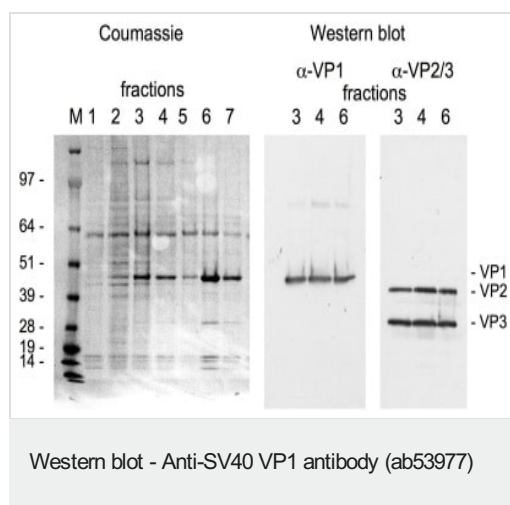 Coumassie
Western blot
α-VP1
α-VP2/3
fractions
fractions
M 1 2 3 4 5 6 7
3 4 6
3 4 6
97 -
64 -
51 -
39 -
28 -
19 -
14 -
- VP1
- VP2
- VP3
Western blot - Anti-SV40 VP1 antibody (ab53977)